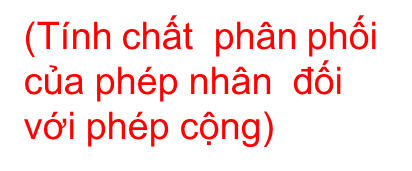 (Tính chất  phân phối
của phép nhân  đối
với phép cộng)